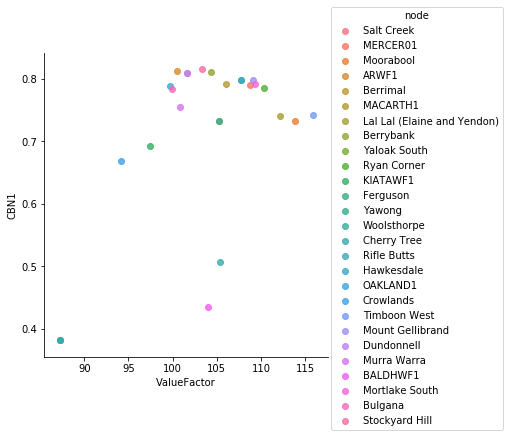 node
Salt Creek
MERCER01
Moorabool
ARWF1
Berrimal
MACARTH1
Lal Lal (Elaine and Yendon)
Berrybank
Yaloak South
Ryan Corner
KIATAWF1
Ferguson
Yawong
Woolsthorpe
Cherry Tree
Rifle Butts
Hawkesdale
OAKLAND1
Crowlands
Timboon West
Mount Gellibrand
Dundonnell
Murra Warra
BALDHWF1
Mortlake South
Bulgana
Stockyard Hill
CBN1
0.8
0.7
0.6
0.5
0.4
90 95 100 105 110 115
ValueFactor